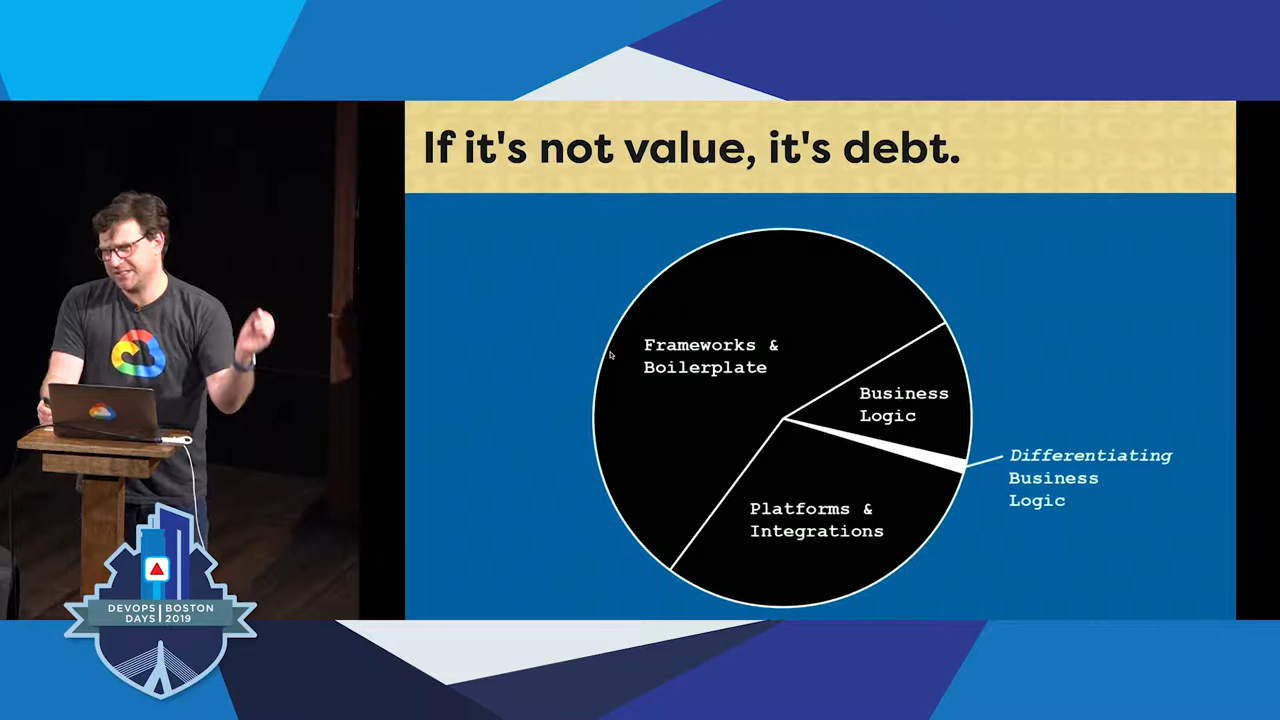 If it's not value, it's debt.
Frameworks &
Boilerplate
Business
Logic
Differentiating
Business
Logic
Platforms &
Integrations
DEVOPS BOSTON
DAYS 2019